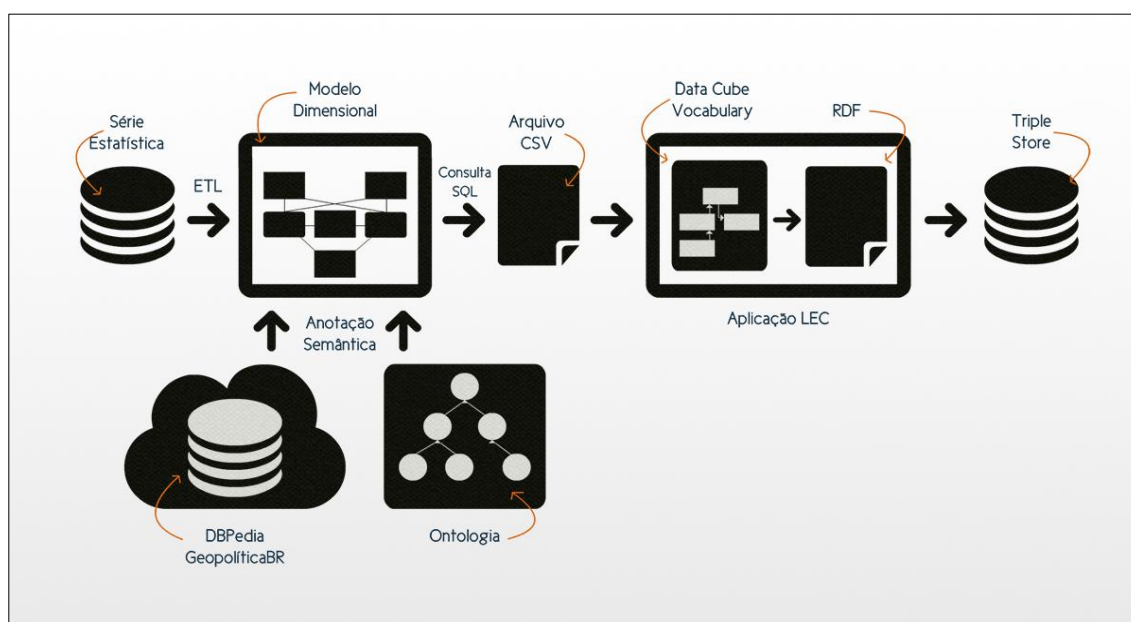 Série
Estatística
ETL
Modelo
Dimensional
Consulta
SQL
Arquivo
CSV
Data Cube
Vocabulary
RDF
Aplicação LEC
Triple
Store
Anotação
Semântica
DBPedia
GeopolíticaBR
Ontologia